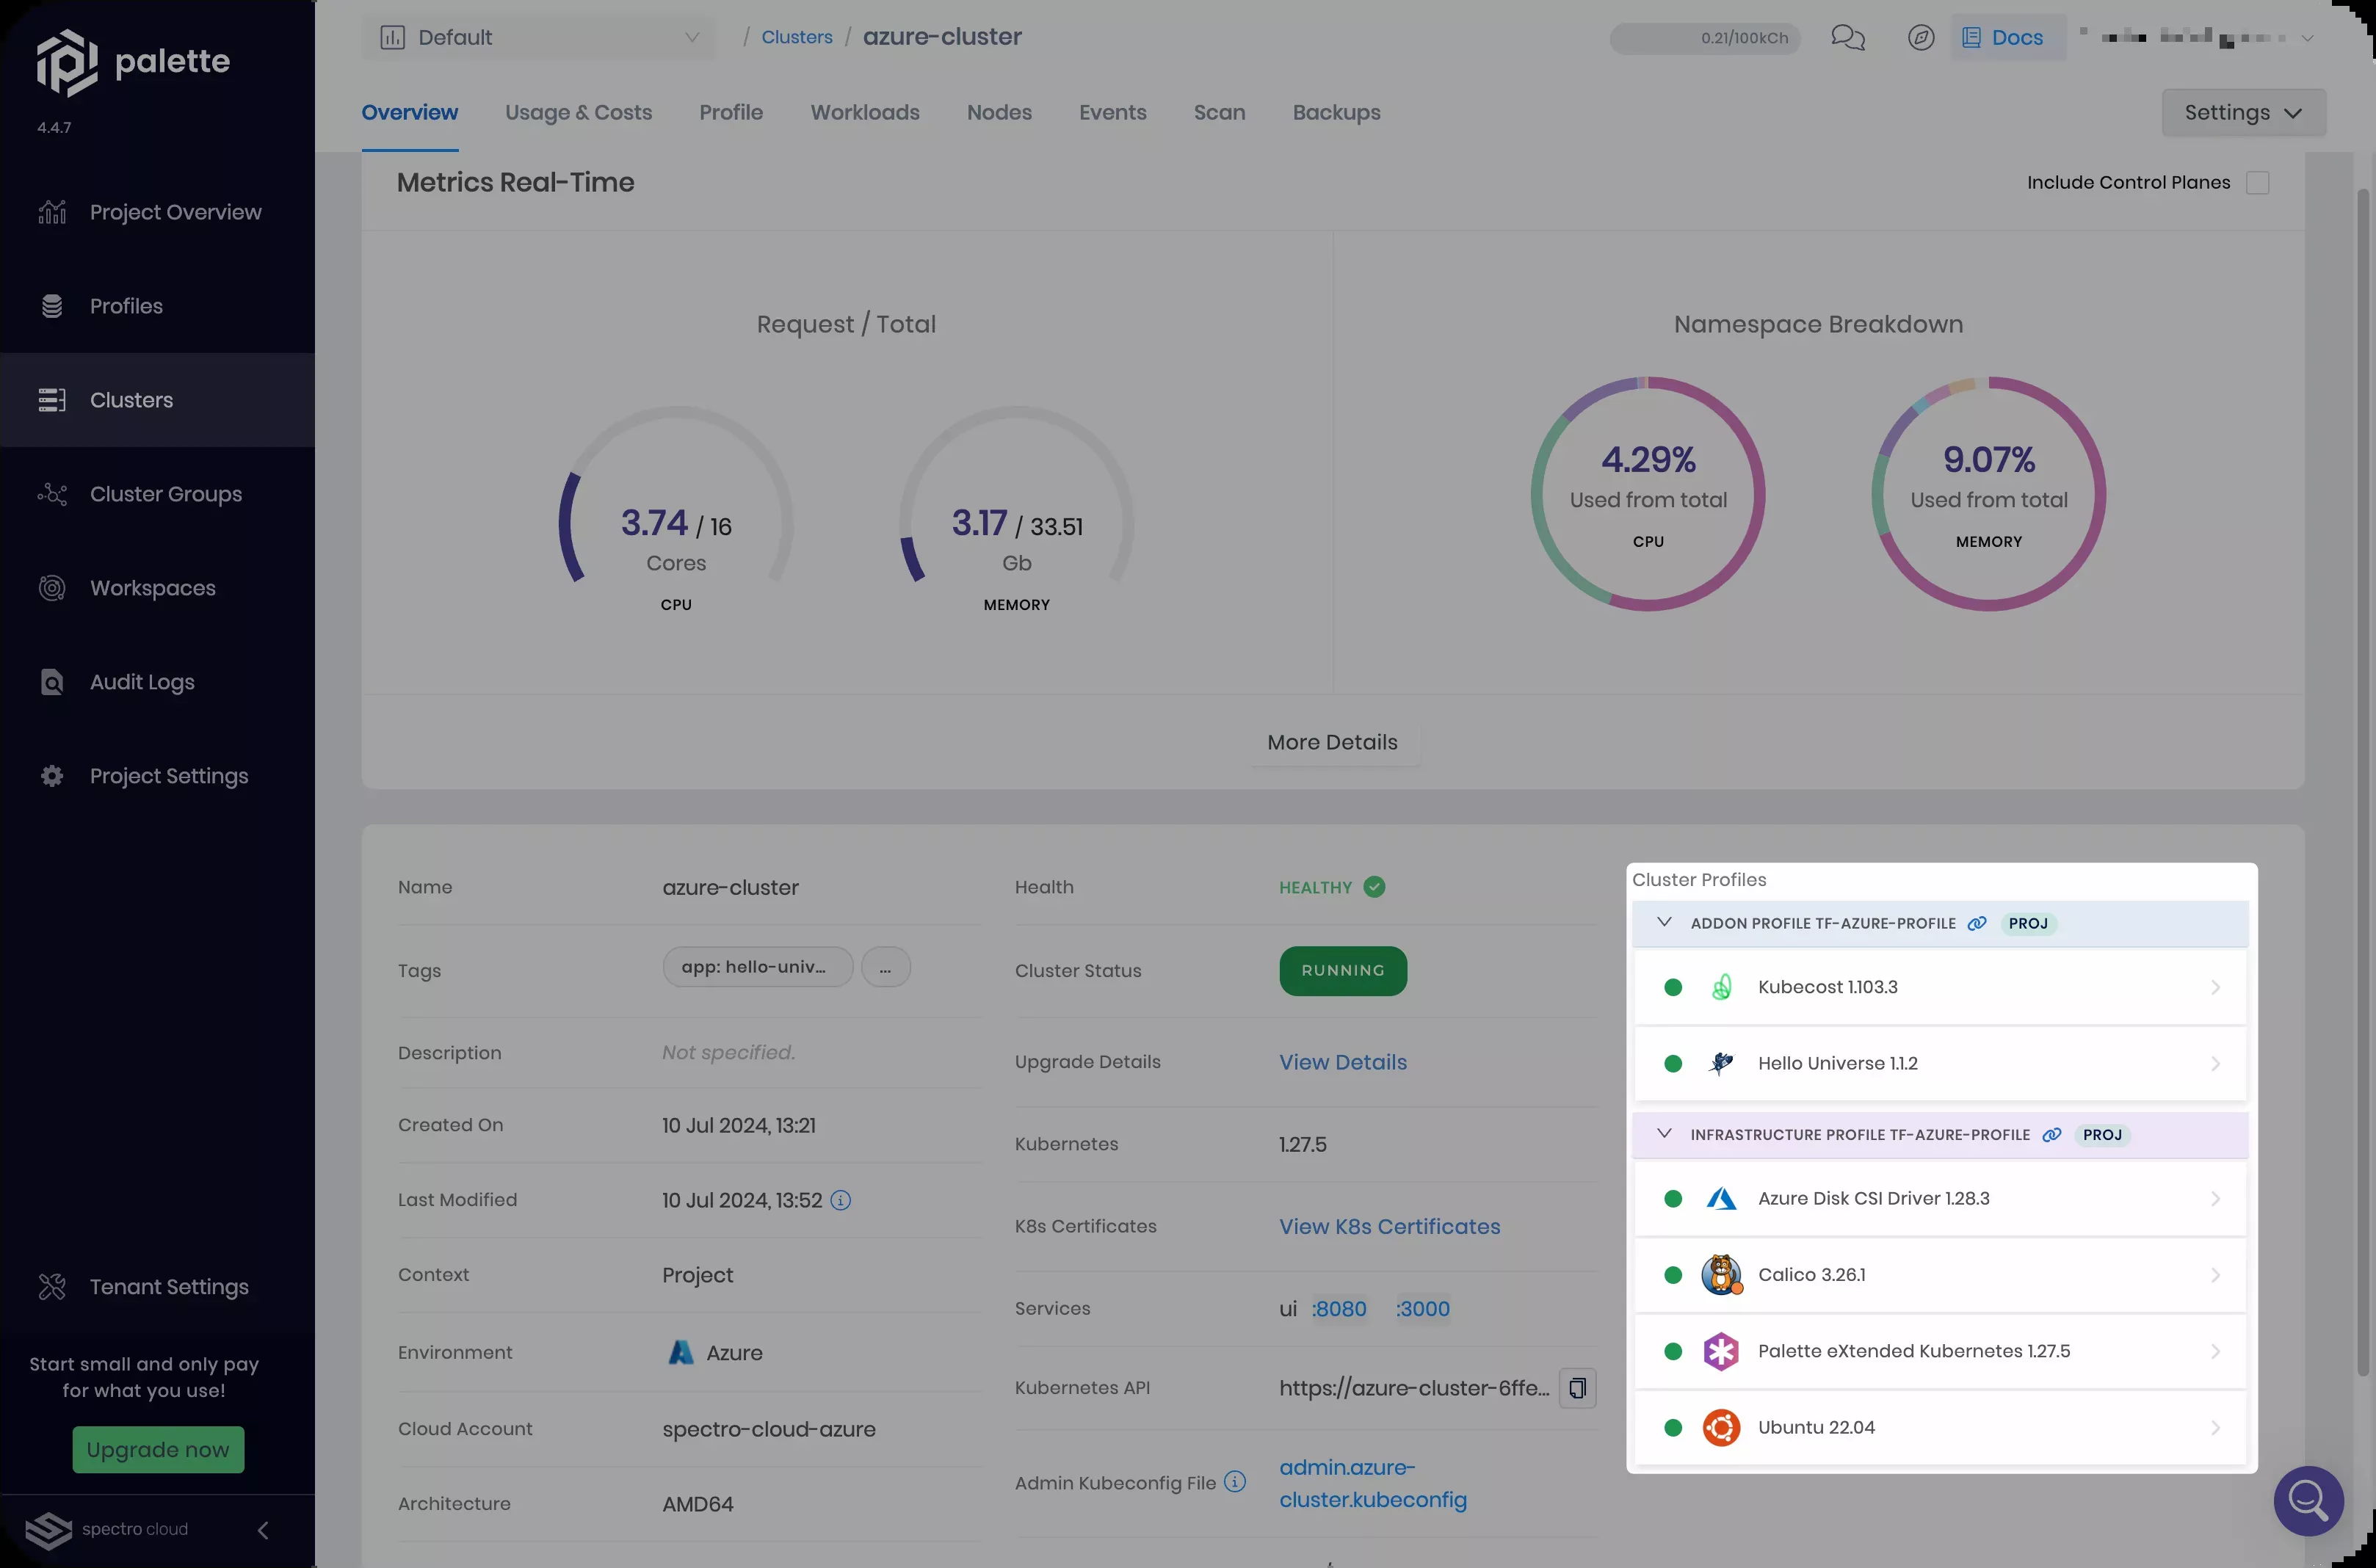 palette
4.4.7
Project Overview
Profiles
Clusters
Cluster Groups
Workspaces
Audit Logs
Project Settings
Tenant Settings
Start small and only pay
for what you use!
Upgrade now
spectro cloud
Default
/ Clusters / azure-cluster
0.21/100kCh
Docs
Overview
Usage & Costs
Profile
Workloads
Nodes
Events
Scan
Backups
Settings
Metrics Real-Time
Include Control Planes
Request / Total
3.74 / 16
Cores
CPU
3.17 / 33.51
Gb
MEMORY
Namespace Breakdown
4.29%
Used from total
CPU
9.07%
Used from total
MEMORY
More Details
Name
azure-cluster
Tags
app: hello-univ...
...
Description
Not specified.
Created On
10 Jul 2024, 13:21
Last Modified
10 Jul 2024, 13:52
Context
Project
Environment
Azure
Cloud Account
spectro-cloud-azure
Architecture
AMD64
Health
HEALTHY
Cluster Status
RUNNING
Upgrade Details
View Details
Kubernetes
1.27.5
K8s Certificates
View K8s Certificates
Services
ui :8080 :3000
Kubernetes API
https://azure-cluster-6ffe...
Admin Kubeconfig File
admin.azure-
cluster.kubeconfig
Cluster Profiles
ADDON PROFILE TF-AZURE-PROFILE PROJ
Kubecost 1.103.3
Hello Universe 1.1.2
INFRASTRUCTURE PROFILE TF-AZURE-PROFILE PROJ
Azure Disk CSI Driver 1.28.3
Calico 3.26.1
Palette eXtended Kubernetes 1.27.5
Ubuntu 22.04